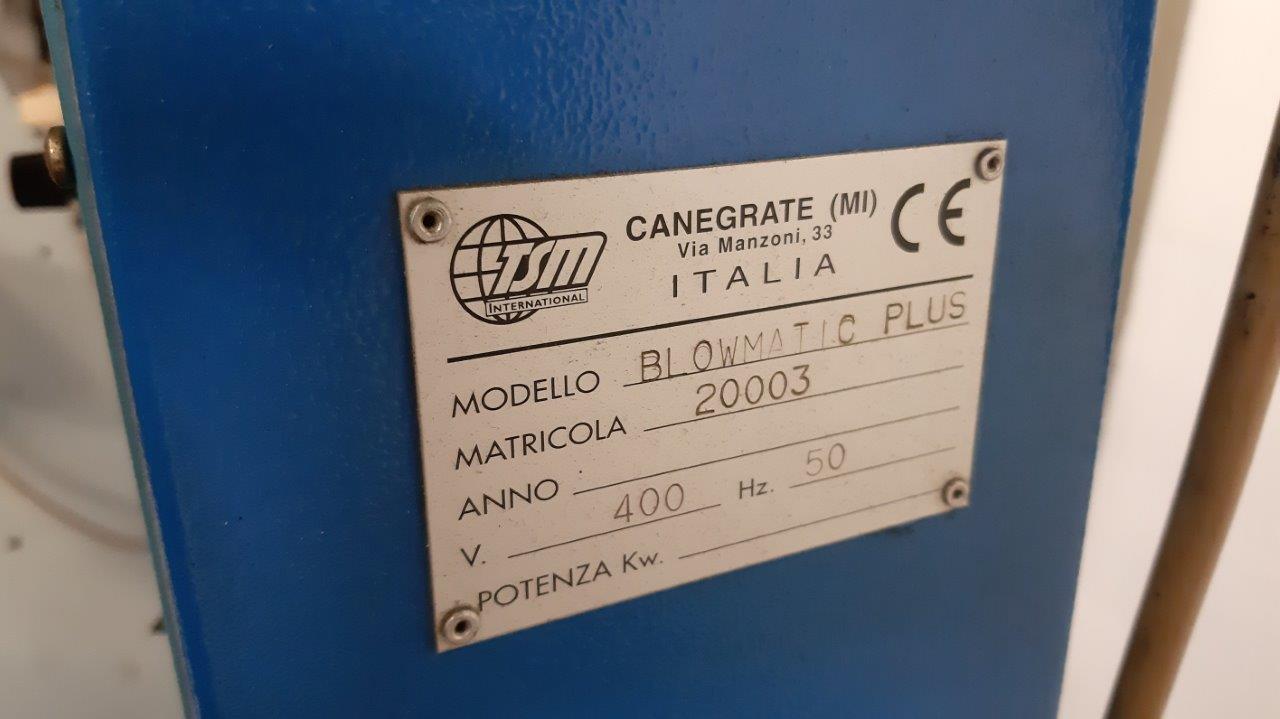 TSM
INTERNATIONAL
CANEGRATE (MI)
Via Manzoni, 33
ITALIA
CE
MODELLO BLOWMATIC PLUS
MATRICOLA 20003
ANNO
V. 400 Hz. 50
POTENZA Kw.